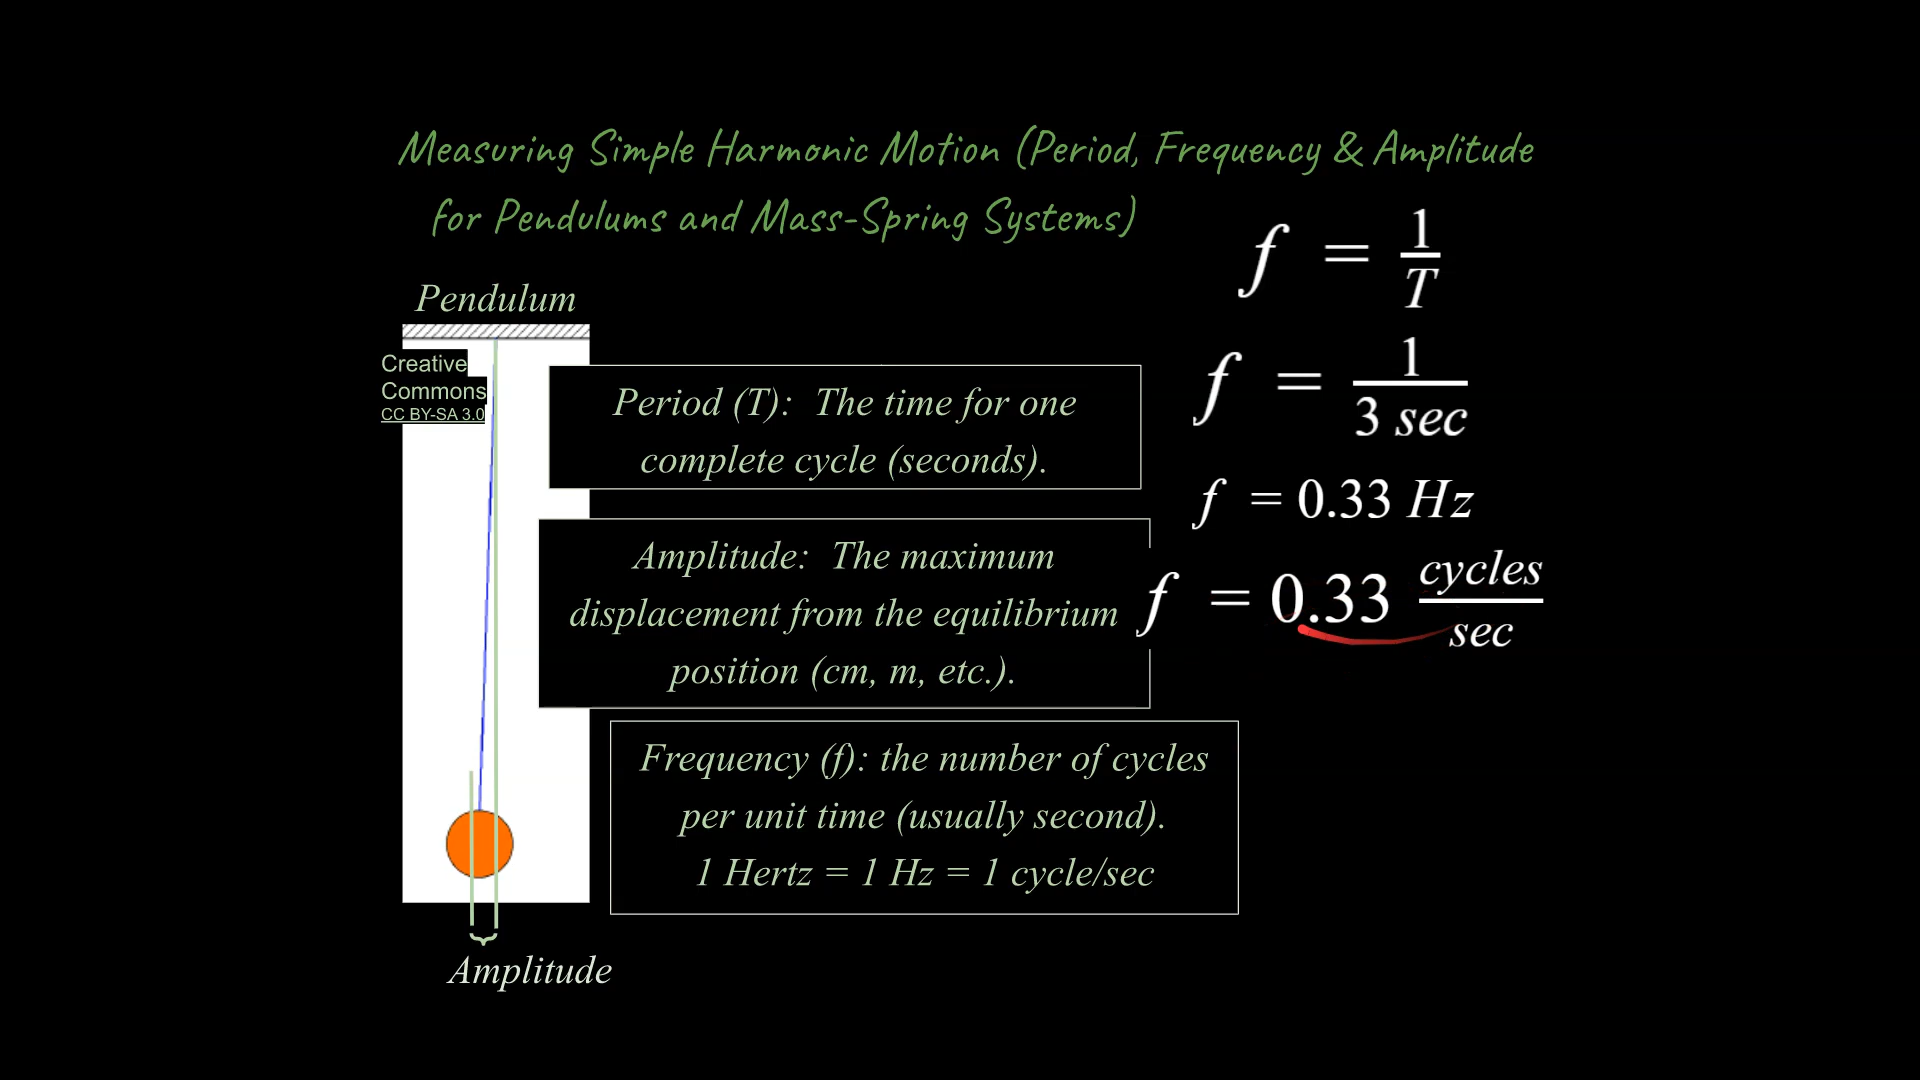 Measuring Simple Harmonic Motion (Period, Frequency & Amplitude
for Pendulums and Mass-Spring Systems)
Pendulum
Creative
Commons
CC BY-SA 3.0
Period (T):  The time for one
complete cycle (seconds).
Amplitude:  The maximum
displacement from the equilibrium
position (cm, m, etc.).
Frequency (f): the number of cycles
per unit time (usually second).
1 Hertz = 1 Hz = 1 cycle/sec
Amplitude
f = 1/T
f = 1/3 sec
f = 0.33 Hz
f = 0.33 cycles/sec